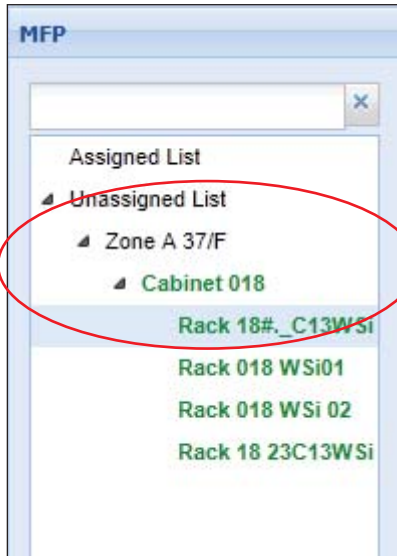 MFP
Assigned List
Unassigned List
Zone A 37/F
Cabinet 018
Rack 18#._C13WSi
Rack 018 WSi01
Rack 018 WSi 02
Rack 18 23C13WSi